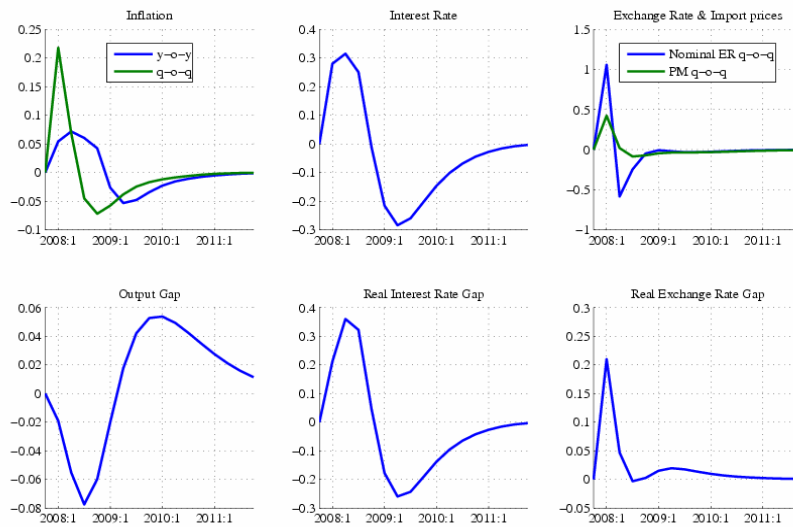 Inflation
0.25
0.2
0.15
0.1
0.05
0
−0.05
−0.1
y−o−y
q−o−q
2008:1 2009:1 2010:1 2011:1
Interest Rate
0.4
0.3
0.2
0.1
0
−0.1
−0.2
−0.3
2008:1 2009:1 2010:1 2011:1
Exchange Rate & Import prices
1.5
1
0.5
0
−0.5
−1
Nominal ER q−o−q
PM q−o−q
2008:1 2009:1 2010:1 2011:1
Output Gap
0.06
0.04
0.02
0
−0.02
−0.04
−0.06
−0.08
2008:1 2009:1 2010:1 2011:1
Real Interest Rate Gap
0.4
0.3
0.2
0.1
0
−0.1
−0.2
−0.3
2008:1 2009:1 2010:1 2011:1
Real Exchange Rate Gap
0.3
0.25
0.2
0.15
0.1
0.05
0
−0.05
2008:1 2009:1 2010:1 2011:1